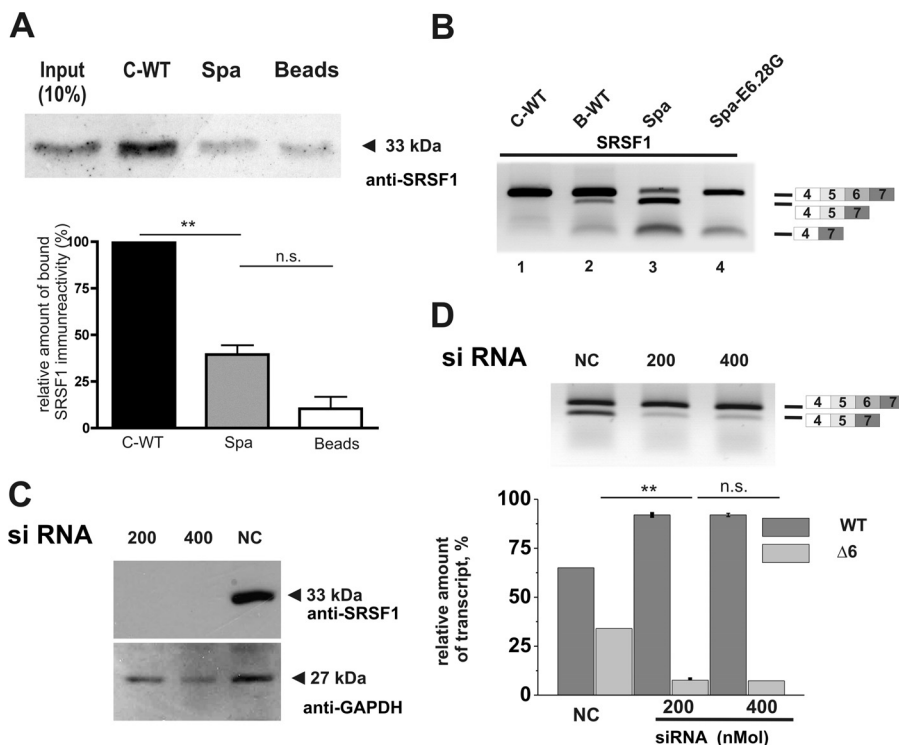 A
Input
(10%)
C-WT
Spa
Beads
33 kDa
anti-SRSF1
relative amount of bound
SRSF1 immunreactivity (%)
100
75
50
25
0
**
n.s.
C-WT
Spa
Beads
B
C-WT
B-WT
Spa
Spa-E6.28G
SRSF1
4 5 6 7
4 5 7
4 7
1 2 3 4
C
si RNA
200 400 NC
33 kDa
anti-SRSF1
27 kDa
anti-GAPDH
D
si RNA
NC 200 400
4 5 6 7
4 5 7
relative amount
of transcript, %
100
75
50
25
0
**
n.s.
WT
Δ6
NC
200
400
siRNA (nMol)